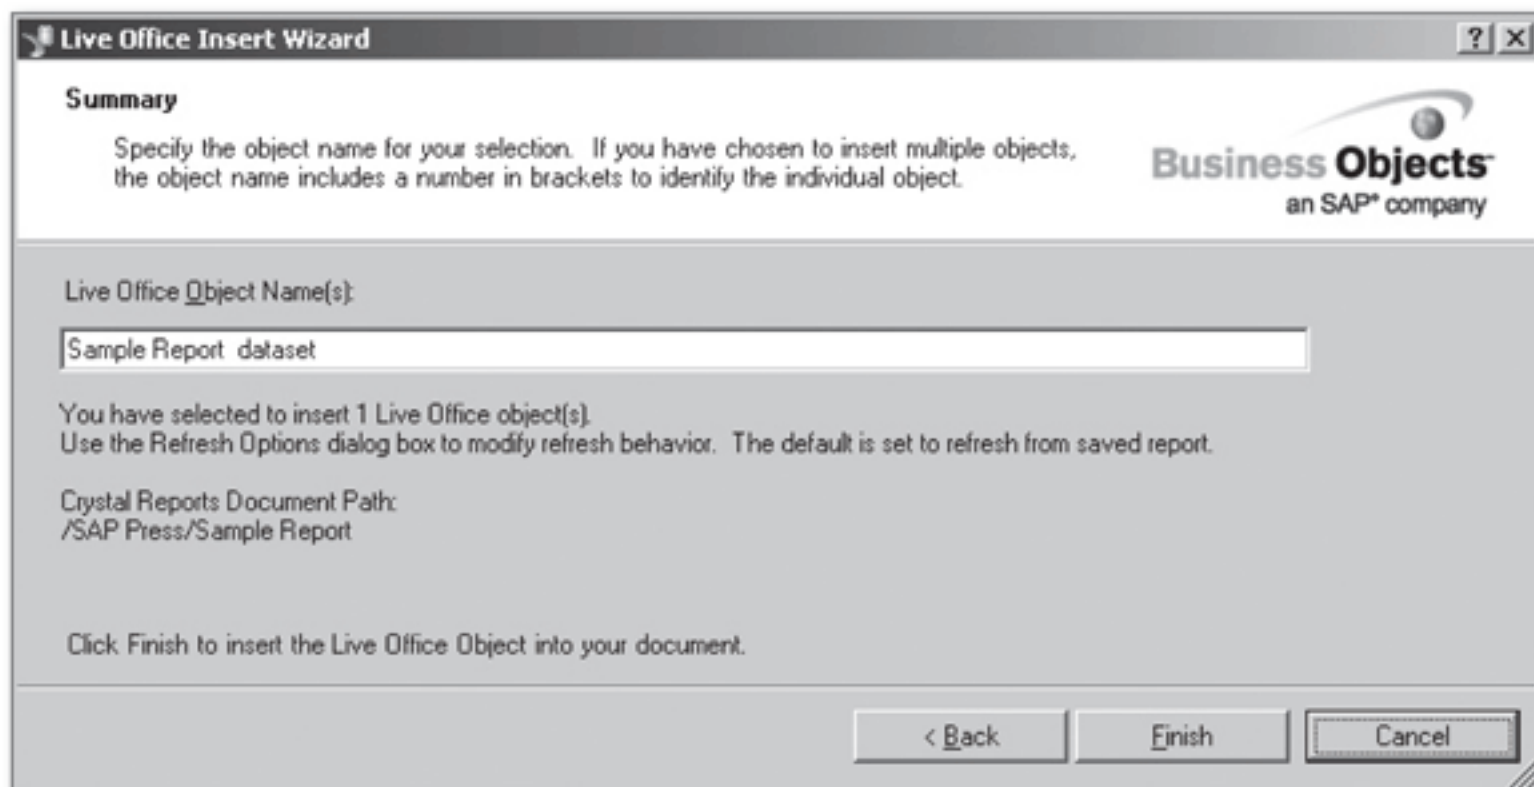 Live Office Insert Wizard
Summary
Specify the object name for your selection. If you have chosen to insert multiple objects,
the object name includes a number in brackets to identify the individual object.
Business Objects
an SAP® company
Live Office Object Name(s):
Sample Report  dataset
You have selected to insert 1 Live Office object(s).
Use the Refresh Options dialog box to modify refresh behavior. The default is set to refresh from saved report.
Crystal Reports Document Path:
/SAP Press/Sample Report
Click Finish to insert the Live Office Object into your document.
< Back Finish Cancel